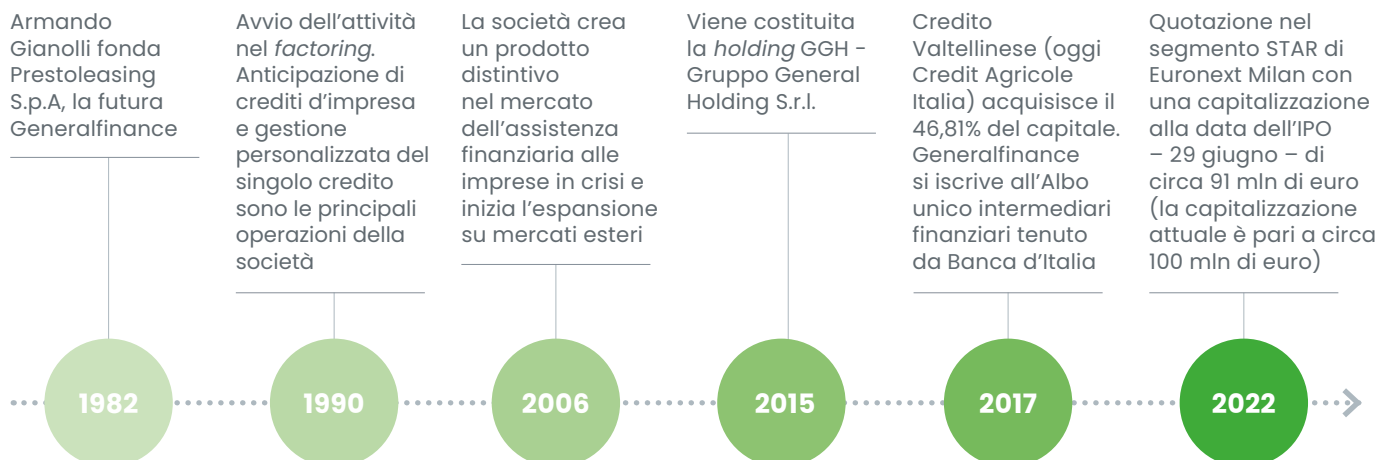 Armando
Gianolli fonda
Prestoleasing
S.p.A, la futura
Generalfinance
Avvio dell’attività
nel factoring.
Anticipazione di
crediti d’impresa
e gestione
personalizzata del
singolo credito
sono le principali
operazioni della
società
La società crea
un prodotto
distintivo
nel mercato
dell’assistenza
finanziaria alle
imprese in crisi e
inizia l’espansione
su mercati esteri
Viene costituita
la holding GGH -
Gruppo General
Holding S.r.l.
Credito
Valtellinese (oggi
Credit Agricole
Italia) acquisisce il
46,81% del capitale.
Generalfinance
si iscrive all’Albo
unico intermediari
finanziari tenuto
da Banca d’Italia
Quotazione nel
segmento STAR di
Euronext Milan con
una capitalizzazione
alla data dell’IPO
– 29 giugno – di
circa 91 mln di euro
(la capitalizzazione
attuale è pari a circa
100 mln di euro)
1982
1990
2006
2015
2017
2022